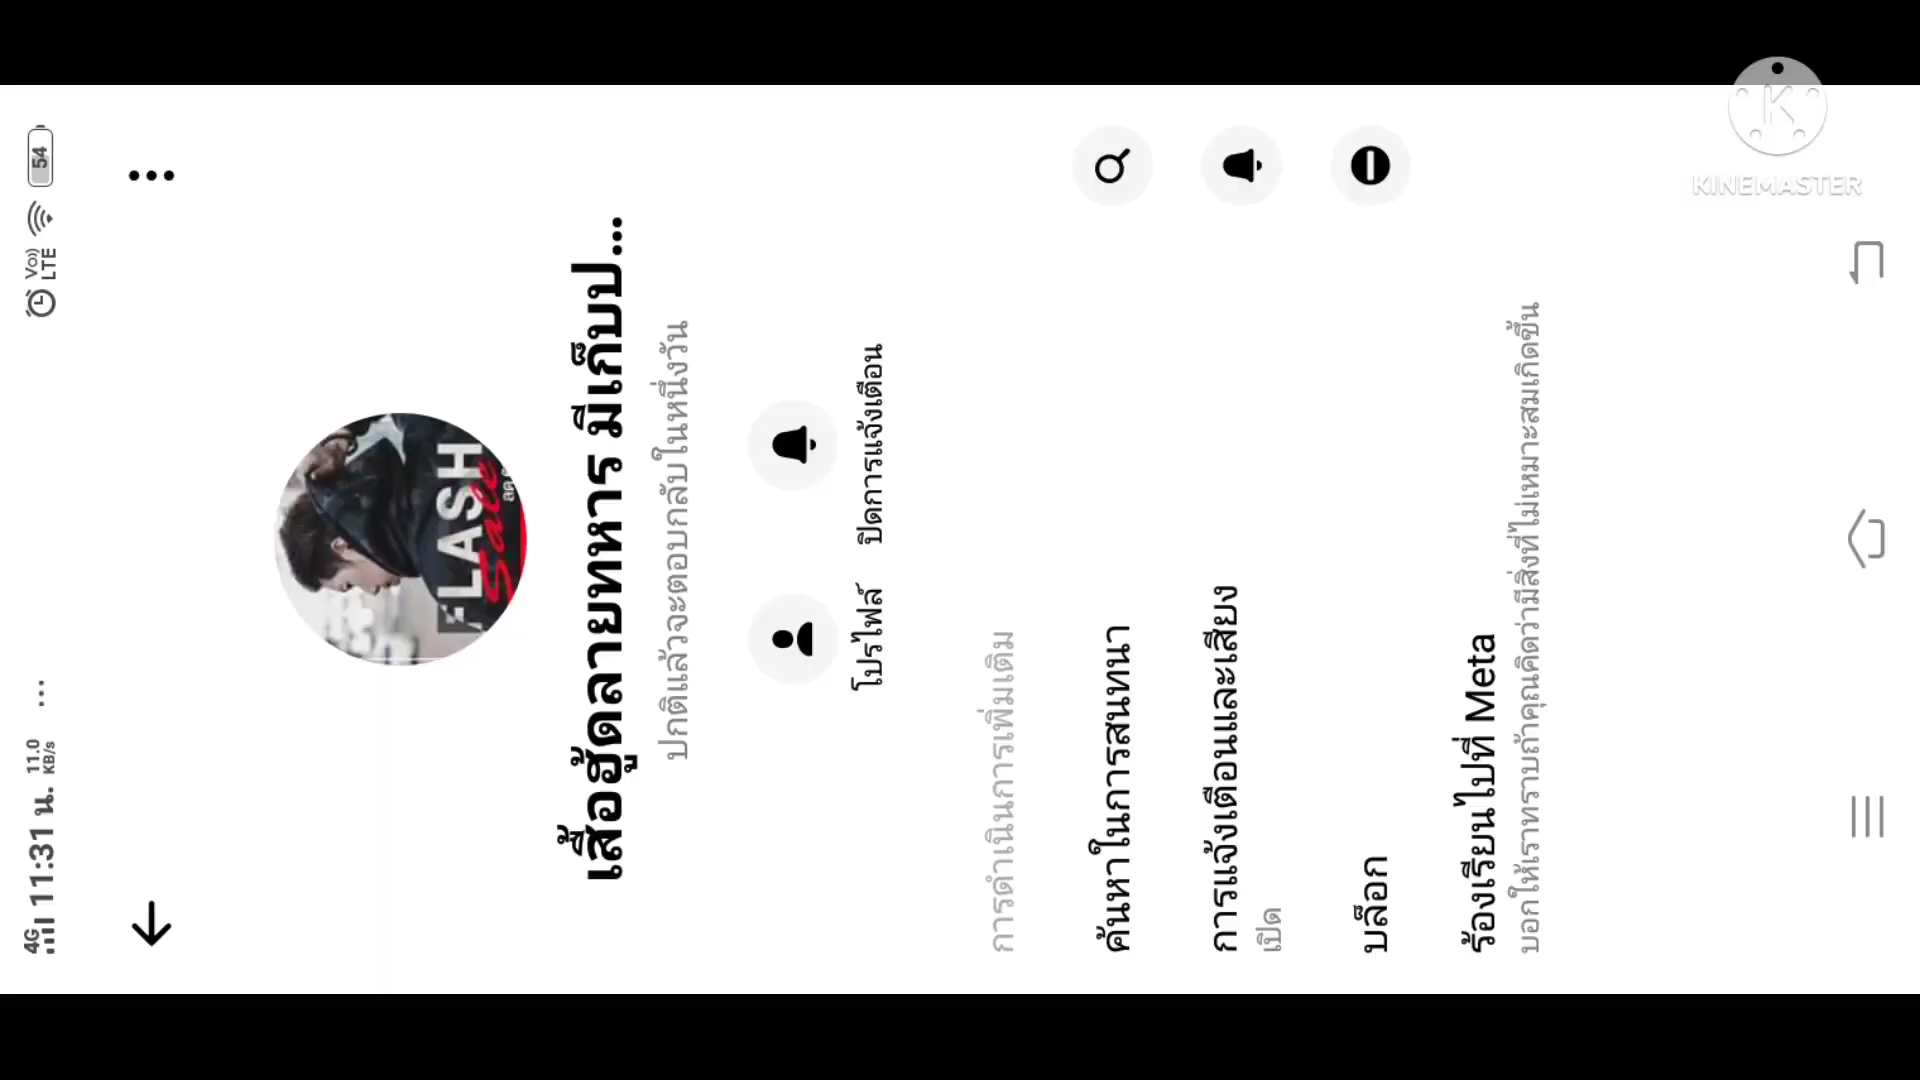 4G 11:31 น. 11.0 KB/s ... Vo)) LTE 54
FLASH
Sale
เสื้อฮู้ดลายทหาร มีเก็บป...
ปกติแล้วจะตอบกลับในหนึ่งวัน
โปรไฟล์ ปิดการแจ้งเตือน
การดำเนินการเพิ่มเติม
ค้นหาในการสนทนา
การแจ้งเตือนและเสียง
เปิด
บล็อก
ร้องเรียนไปที่ Meta
บอกให้เราทราบถ้าคุณคิดว่ามีสิ่งที่ไม่เหมาะสมเกิดขึ้น
K
KINEMASTER